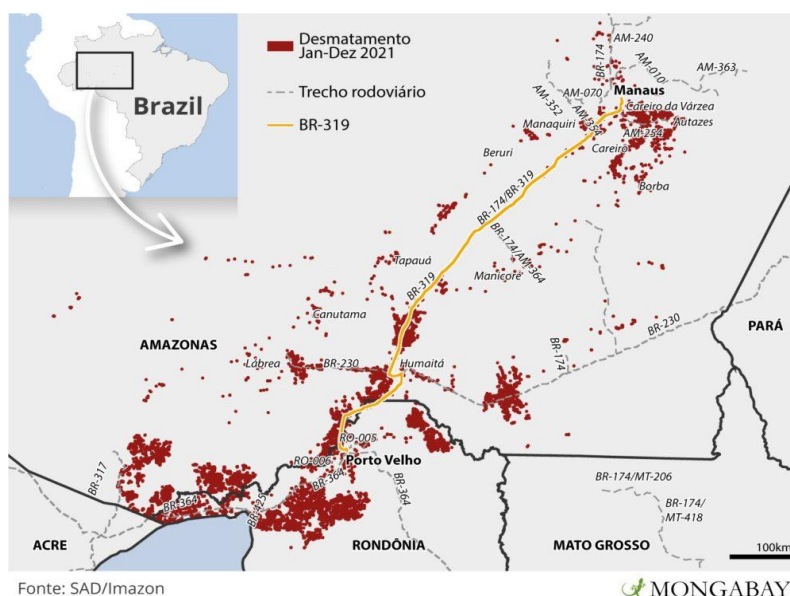 Brazil
Desmatamento
Jan-Dez 2021
Trecho rodoviário
BR-319
AM-240
BR-174
AM-010
AM-363
Manaus
AM-070
AM-352
AM-354
Careiro da Várzea
Manaquiri
Autazes
AM-254
Careiro
Beruri
Borba
BR-174/BR-319
BR-174/AM-364
Tapauá
BR-319
Manicoré
Canutama
BR-230
PARÁ
AMAZONAS
Lábrea
BR-230
Humaitá
BR-174
RO-005
RO-006
Porto Velho
BR-317
BR-364
BR-364
BR-364
BR-425
BR-174/MT-206
BR-174/
MT-418
ACRE
RONDÔNIA
MATO GROSSO
100km
Fonte: SAD/Imazon
MONGABAY